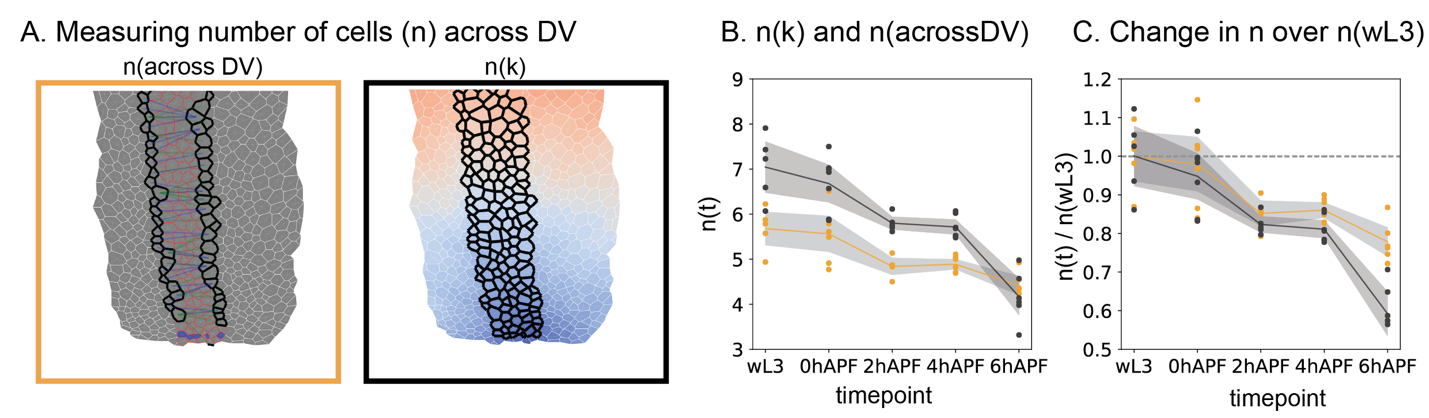 A. Measuring number of cells (n) across DV
n(across DV)
n(k)
B. n(k) and n(acrossDV)
n(t)
9
8
7
6
5
4
3
wL3 0hAPF 2hAPF 4hAPF 6hAPF
timepoint
C. Change in n over n(wL3)
n(t) / n(wL3)
1.2
1.1
1.0
0.9
0.8
0.7
0.6
0.5
wL3 0hAPF 2hAPF 4hAPF 6hAPF
timepoint